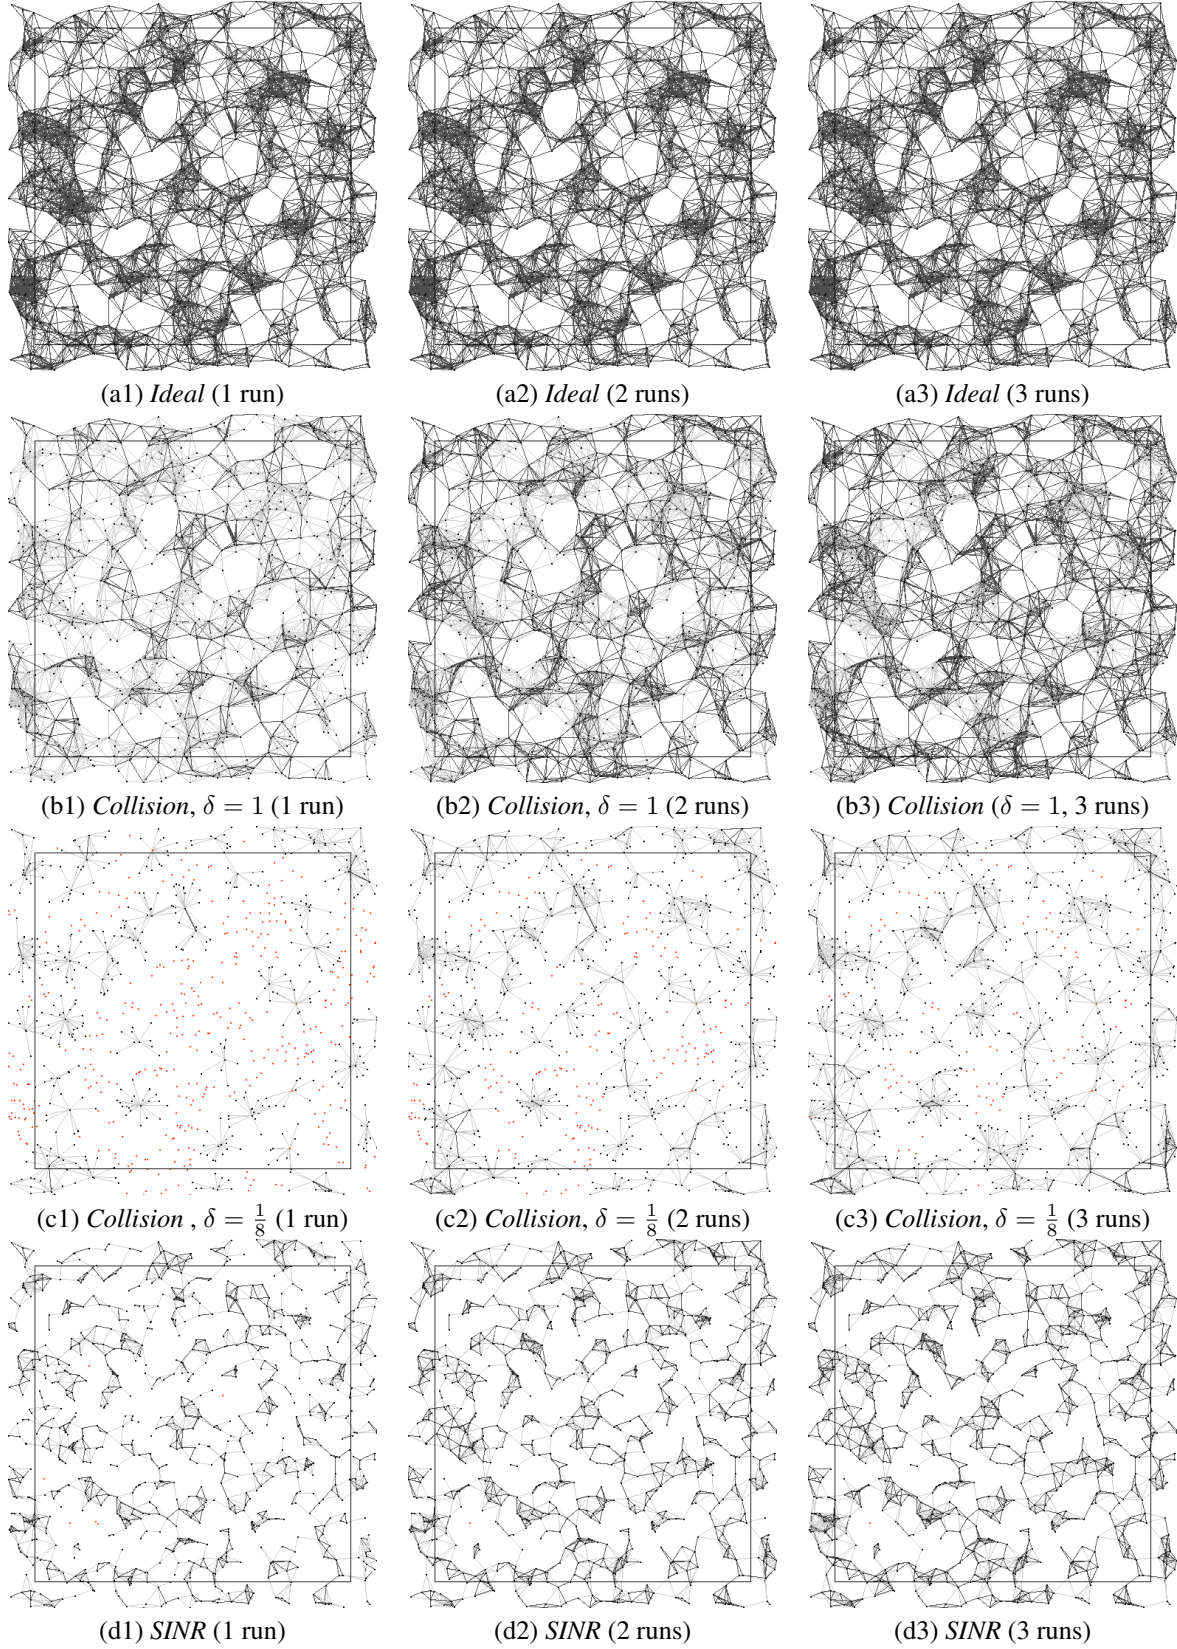 (a1) Ideal (1 run)
(a2) Ideal (2 runs)
(a3) Ideal (3 runs)
(b1) Collision, δ = 1 (1 run)
(b2) Collision, δ = 1 (2 runs)
(b3) Collision (δ = 1, 3 runs)
(c1) Collision , δ = 1/8 (1 run)
(c2) Collision, δ = 1/8 (2 runs)
(c3) Collision, δ = 1/8 (3 runs)
(d1) SINR (1 run)
(d2) SINR (2 runs)
(d3) SINR (3 runs)